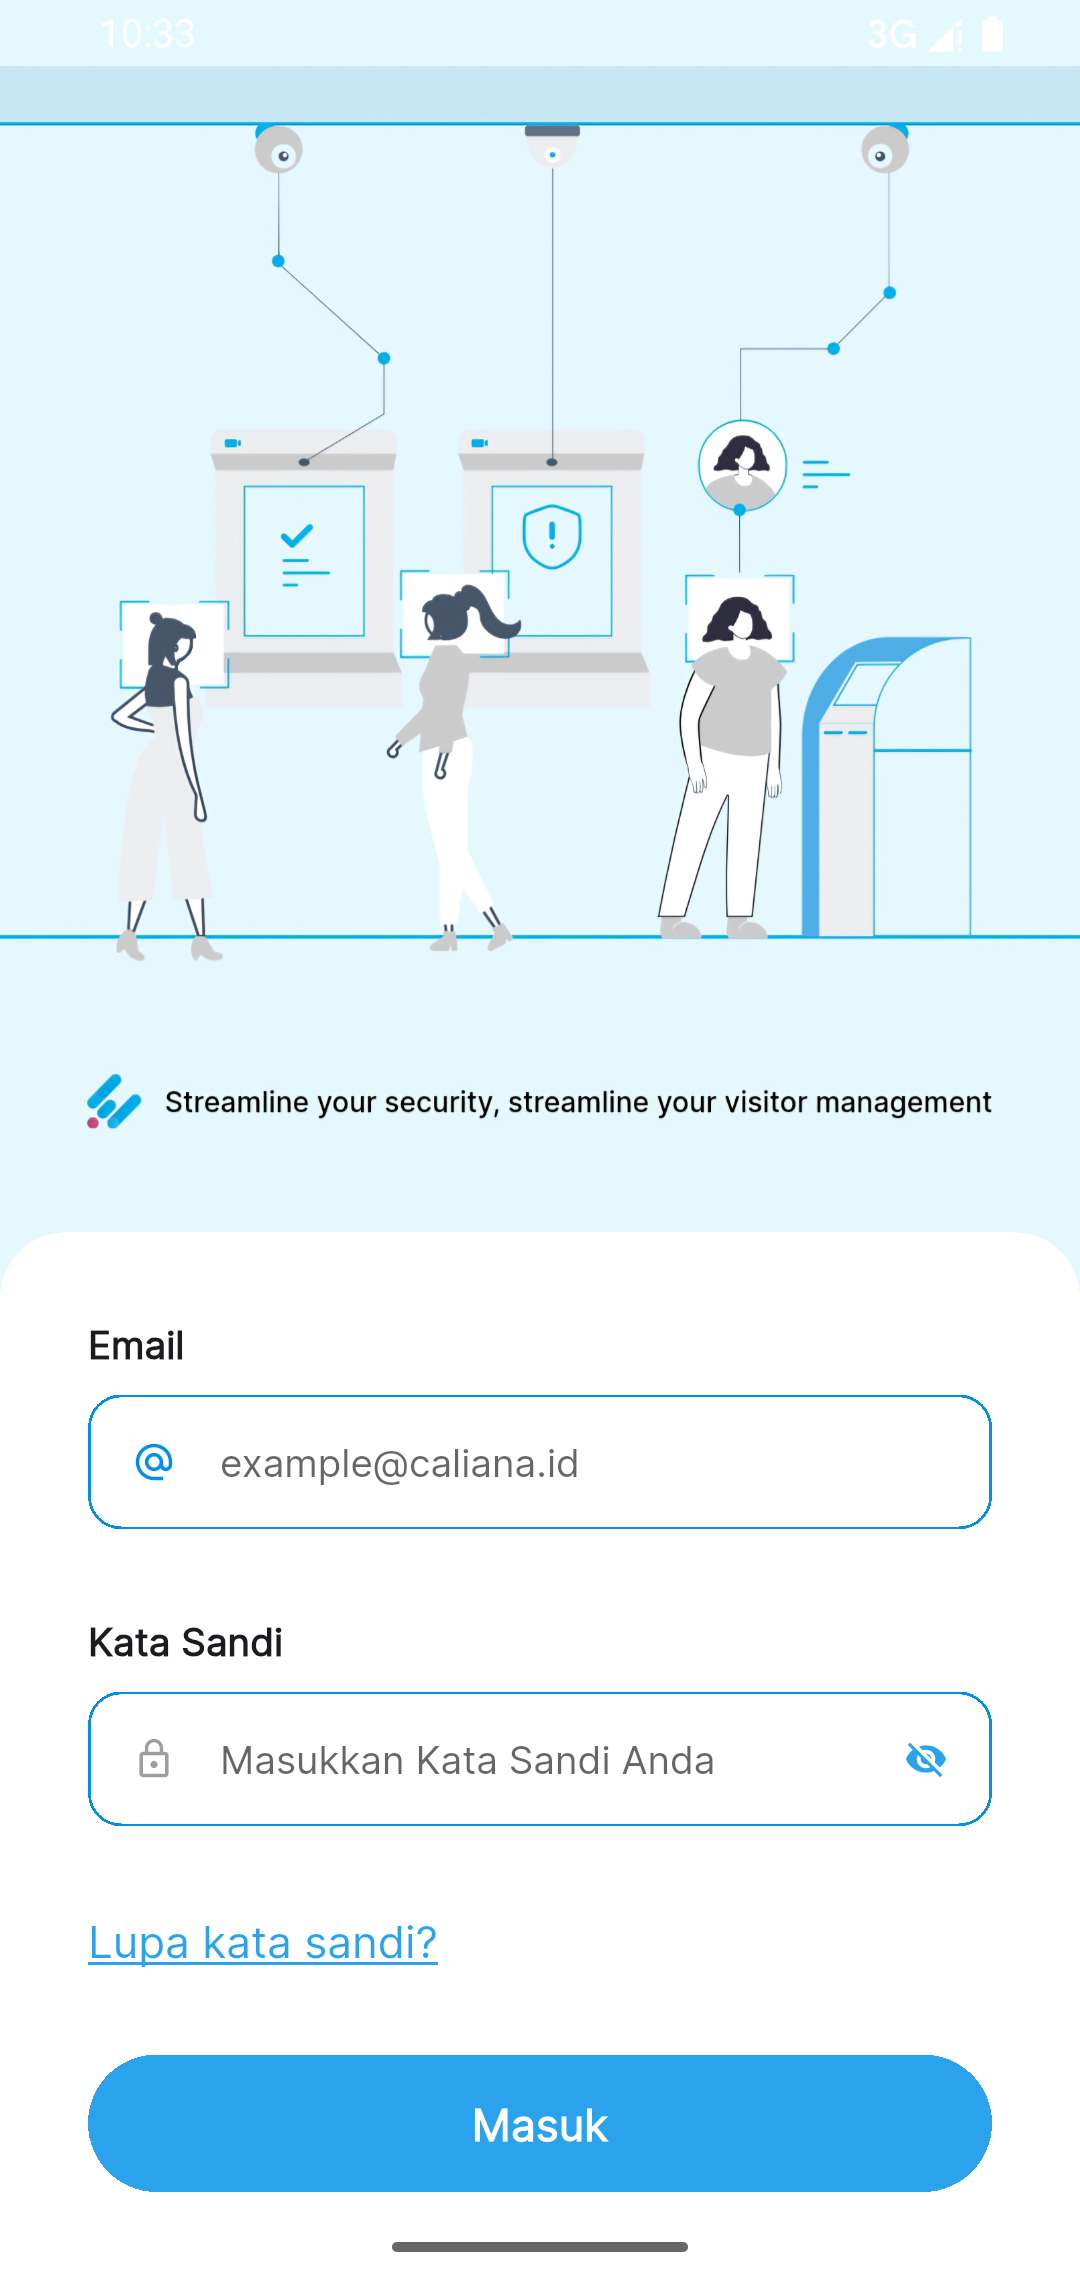 10:33
3G
Streamline your security, streamline your visitor management
Email
example@caliana.id
Kata Sandi
Masukkan Kata Sandi Anda
Lupa kata sandi?
Masuk